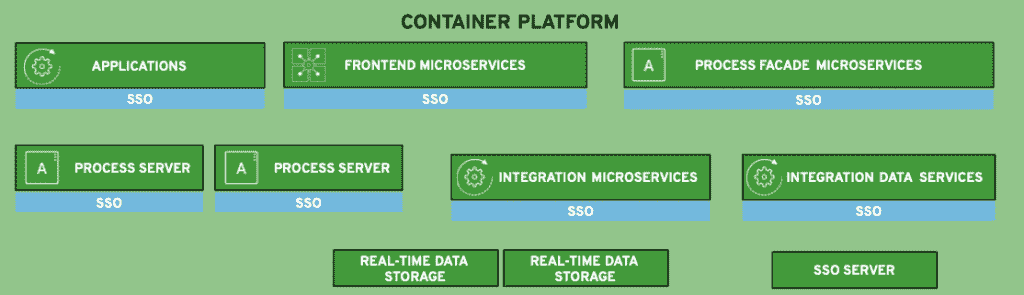 CONTAINER PLATFORM
APPLICATIONS
SSO
FRONTEND MICROSERVICES
SSO
A
PROCESS FACADE MICROSERVICES
SSO
A
PROCESS SERVER
SSO
A
PROCESS SERVER
SSO
INTEGRATION MICROSERVICES
SSO
INTEGRATION DATA SERVICES
SSO
REAL-TIME DATA
STORAGE
REAL-TIME DATA
STORAGE
SSO SERVER